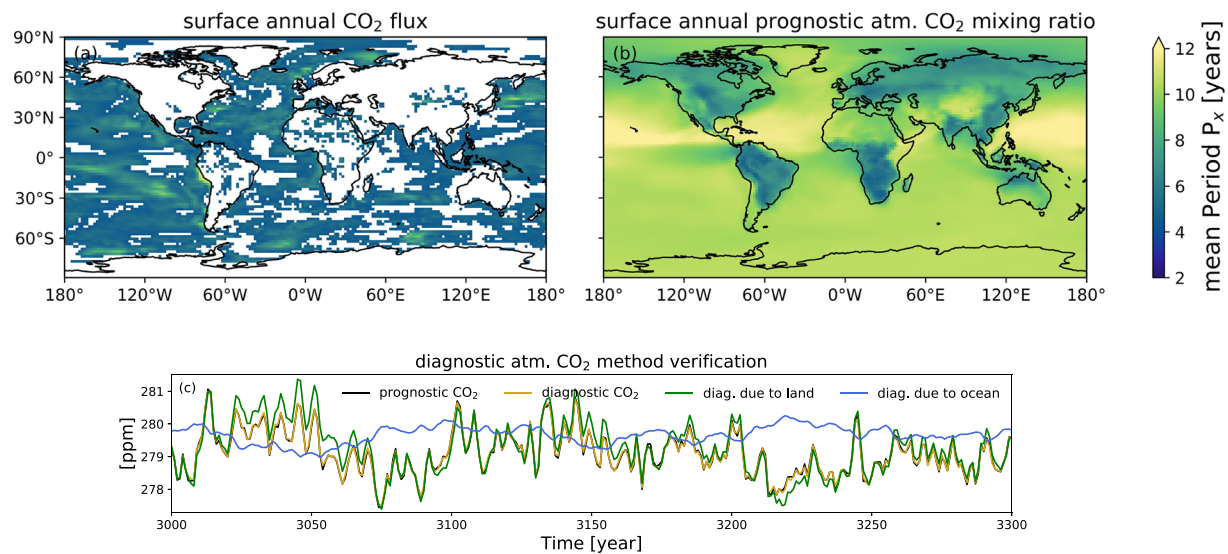 surface annual CO₂ flux
surface annual prognostic atm. CO₂ mixing ratio
(a)
(b)
90°N
60°N
30°N
0°
30°S
60°S
180°
120°W
60°W
0°W
60°E
120°E
180°
180°
120°W
60°W
0°W
60°E
120°E
180°
12
10
8
6
4
2
mean Period Pₓ [years]
diagnostic atm. CO₂ method verification
(c)
prognostic CO₂
diagnostic CO₂
diag. due to land
diag. due to ocean
281
280
279
278
[ppm]
3000
3050
3100
3150
3200
3250
3300
Time [year]